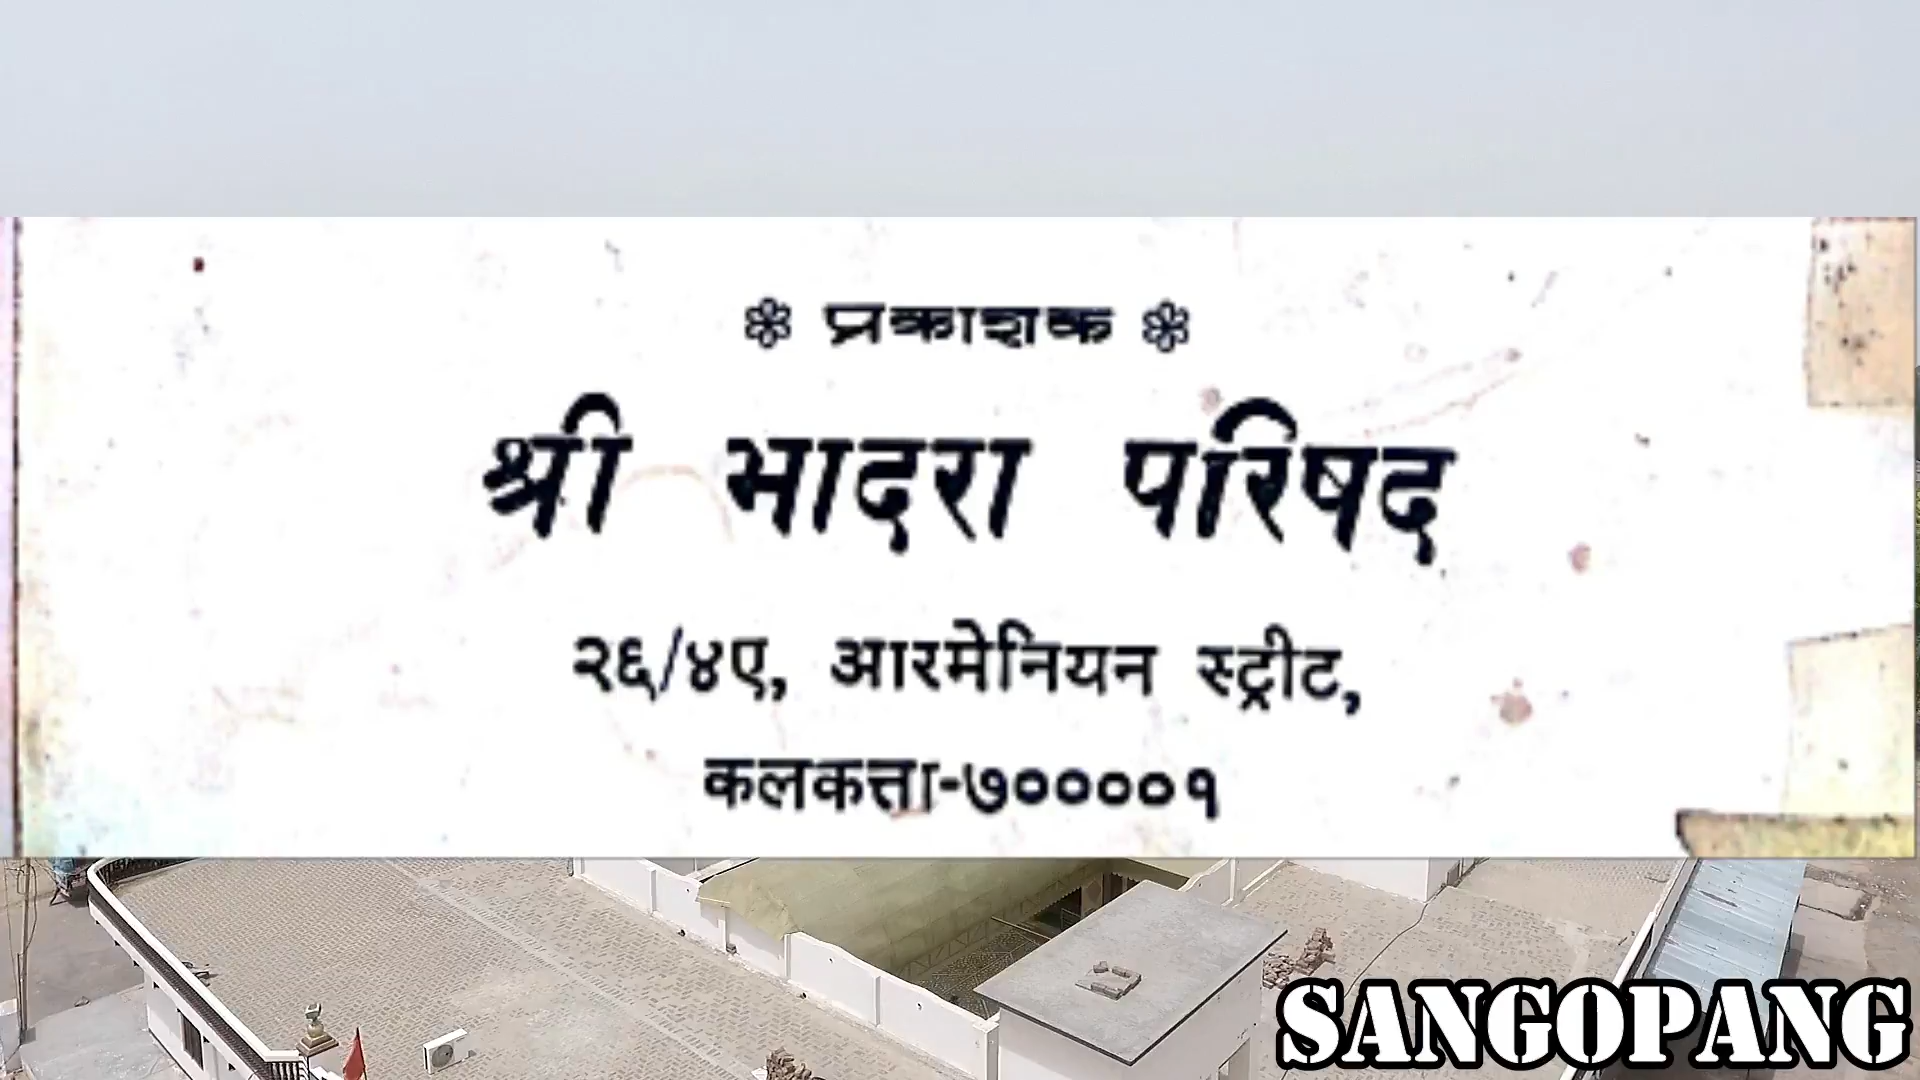 ❉ प्रकाशक ❉
श्री भादरा परिषद
२६/४ए, आरमेनियन स्ट्रीट,
कलकत्ता-७००००१
SANGOPANG